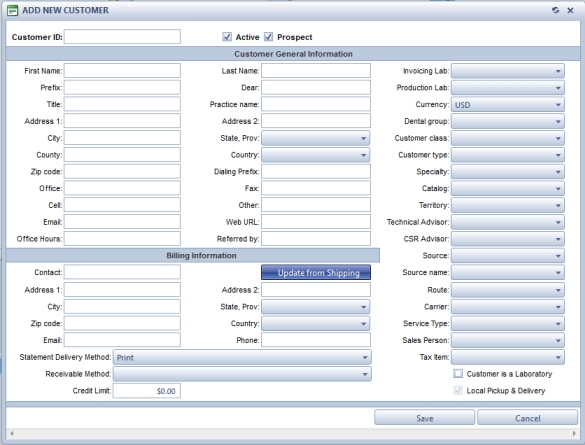 ADD NEW CUSTOMER
Customer ID: Active Prospect
Customer General Information
First Name: Last Name: Invoicing Lab:
Prefix: Dear: Production Lab:
Title: Practice name: Currency: USD
Address 1: Address 2: Dental group:
City: State, Prov: Customer class:
County: Country: Customer type:
Zip code: Dialing Prefix: Specialty:
Office: Fax: Catalog:
Cell: Other: Territory:
Email: Web URL: Technical Advisor:
Office Hours: Referred by: CSR Advisor:
Billing Information Source:
Contact: Update from Shipping Source name:
Address 1: Address 2: Route:
City: State, Prov: Carrier:
Zip code: Country: Service Type:
Email: Phone: Sales Person:
Statement Delivery Method: Print Tax item:
Receivable Method: Customer is a Laboratory
Credit Limit: $0.00 Local Pickup & Delivery
Save Cancel